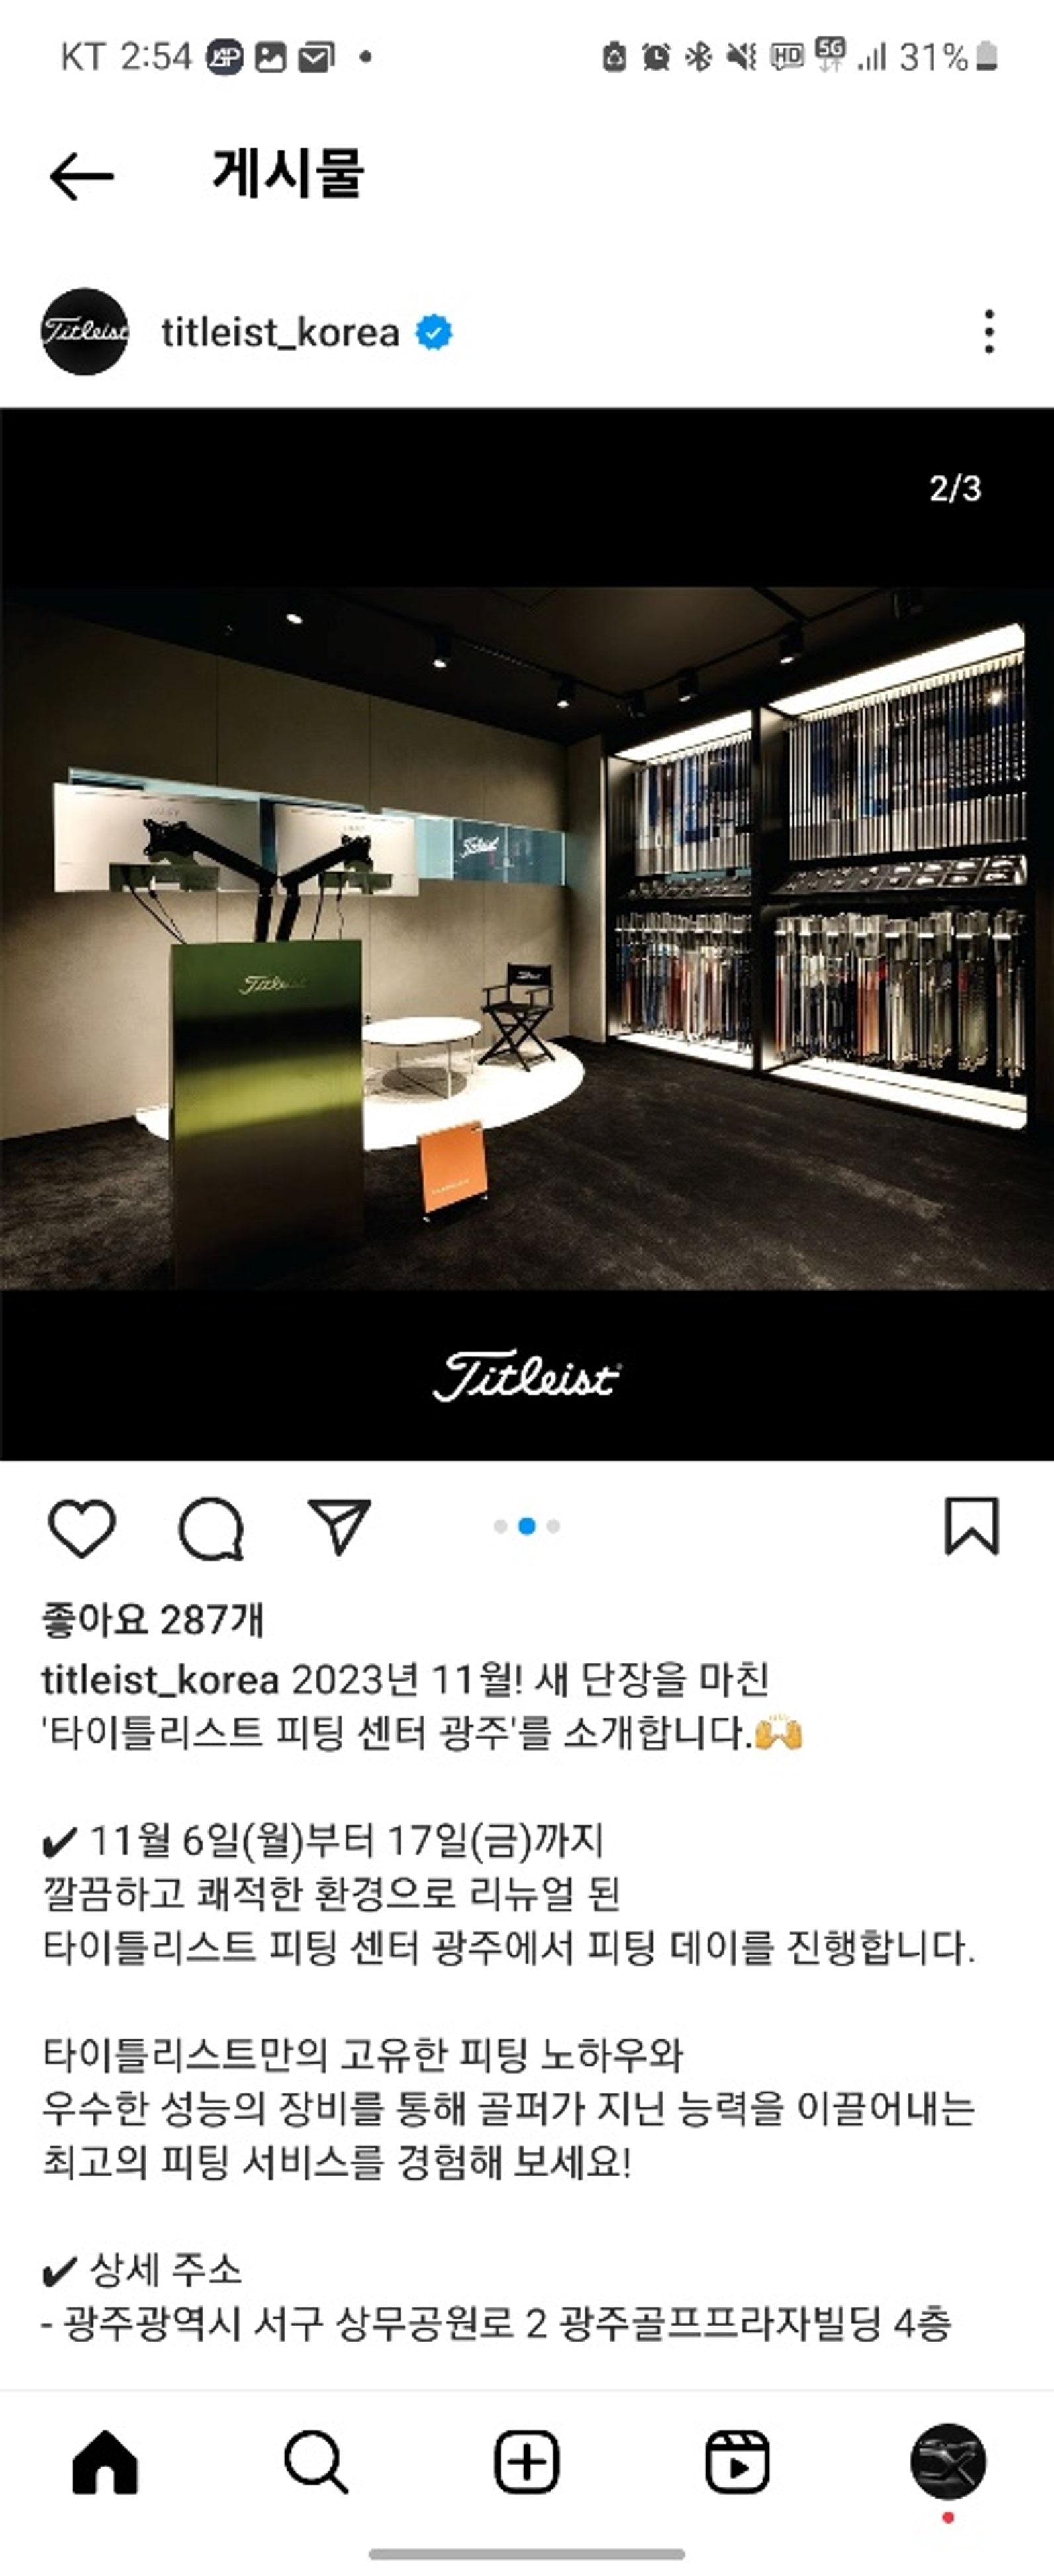 KT 2:54
HD 5G 31%
게시물
Titleist titleist_korea
2/3
Titleist
Titleist
Titleist
Titleist
좋아요 287개
titleist_korea 2023년 11월! 새 단장을 마친
'타이틀리스트 피팅 센터 광주'를 소개합니다.🙌
✔ 11월 6일(월)부터 17일(금)까지
깔끔하고 쾌적한 환경으로 리뉴얼 된
타이틀리스트 피팅 센터 광주에서 피팅 데이를 진행합니다.
타이틀리스트만의 고유한 피팅 노하우와
우수한 성능의 장비를 통해 골퍼가 지닌 능력을 이끌어내는
최고의 피팅 서비스를 경험해 보세요!
✔ 상세 주소
- 광주광역시 서구 상무공원로 2 광주골프프라자빌딩 4층